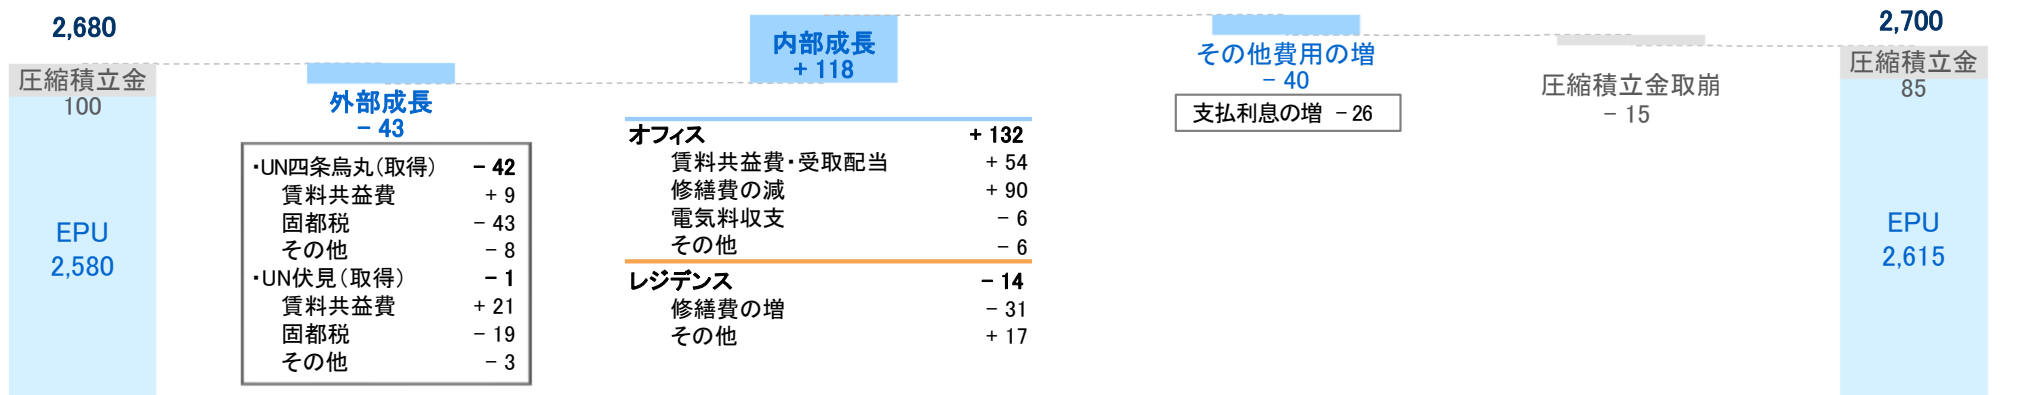 2,680
圧縮積立金
100
EPU
2,580
外部成長
− 43
・UN四条烏丸（取得） − 42
賃料共益費 + 9
固都税 − 43
その他 − 8
・UN伏見（取得） − 1
賃料共益費 + 21
固都税 − 19
その他 − 3
内部成長
+ 118
オフィス + 132
賃料共益費・受取配当 + 54
修繕費の減 + 90
電気料収支 − 6
その他 − 6
レジデンス − 14
修繕費の増 − 31
その他 + 17
その他費用の増
− 40
支払利息の増 − 26
圧縮積立金取崩
− 15
2,700
圧縮積立金
85
EPU
2,615